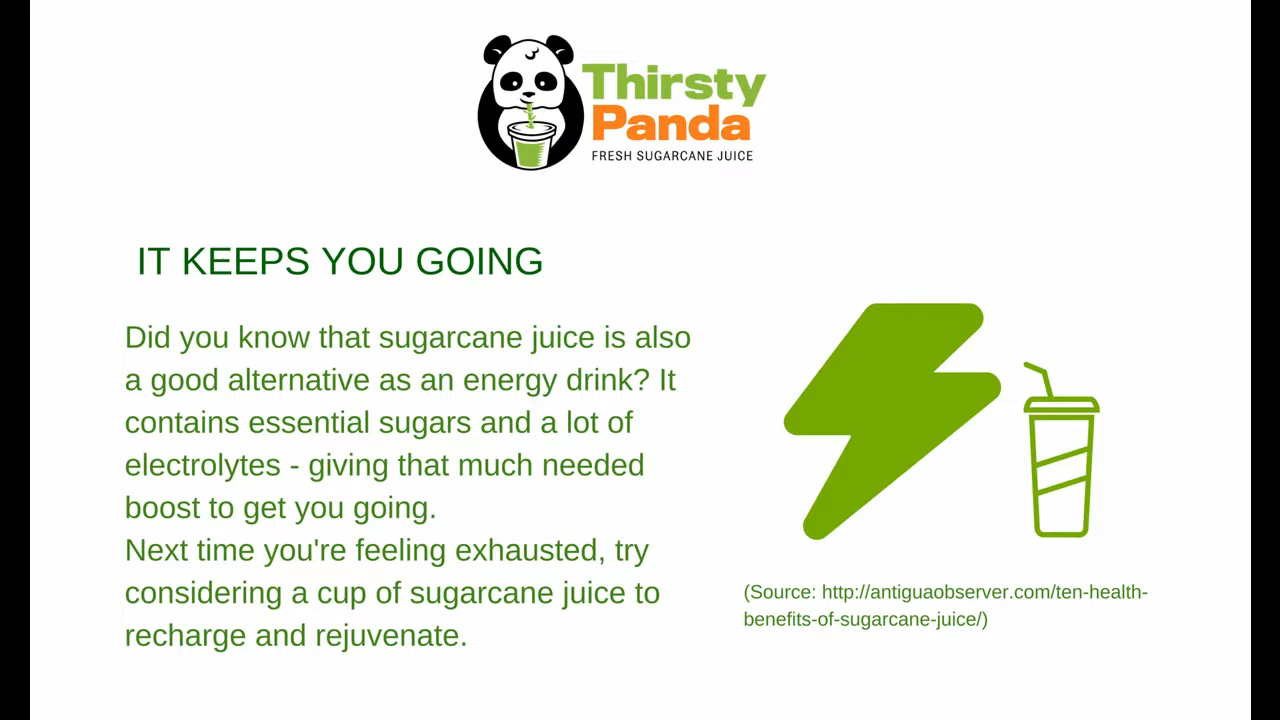 Thirsty
Panda
FRESH SUGARCANE JUICE
IT KEEPS YOU GOING
Did you know that sugarcane juice is also
a good alternative as an energy drink? It
contains essential sugars and a lot of
electrolytes - giving that much needed
boost to get you going.
Next time you're feeling exhausted, try
considering a cup of sugarcane juice to
recharge and rejuvenate.
(Source: http://antiguaobserver.com/ten-health-
benefits-of-sugarcane-juice/)